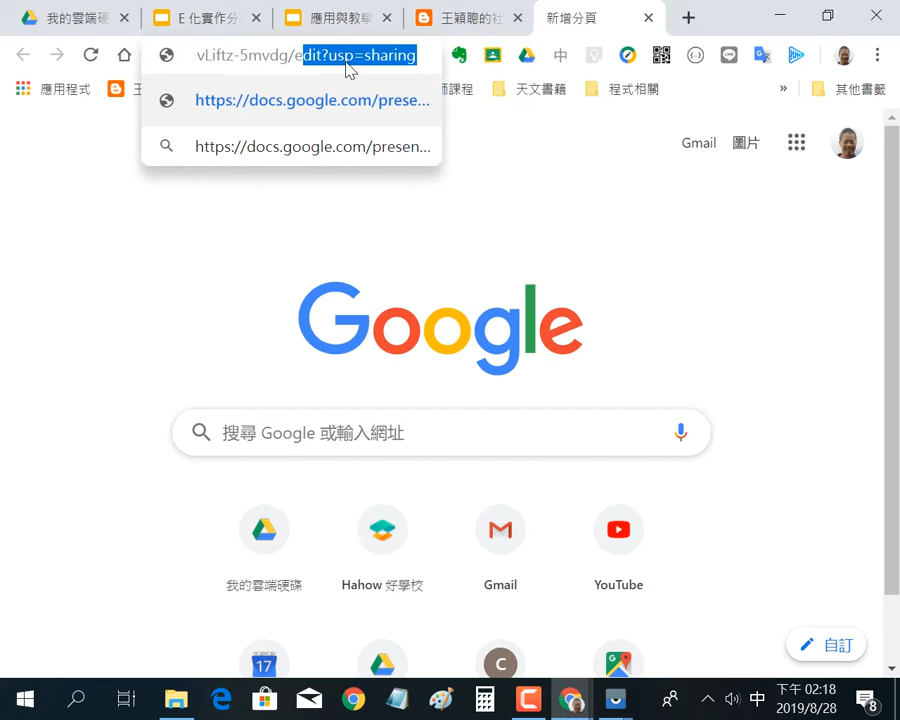 我的雲端硬
E 化實作分
應用與教學
王穎聰的社
新增分頁
vLiftz-5mvdg/edit?usp=sharing
https://docs.google.com/prese...
https://docs.google.com/presen...
應用程式
師課程
天文書籍
程式相關
»
其他書籤
Gmail
圖片
Google
搜尋 Google 或輸入網址
我的雲端硬碟
Hahow 好學校
Gmail
YouTube
17
C
自訂
中
下午 02:18
2019/8/28
8